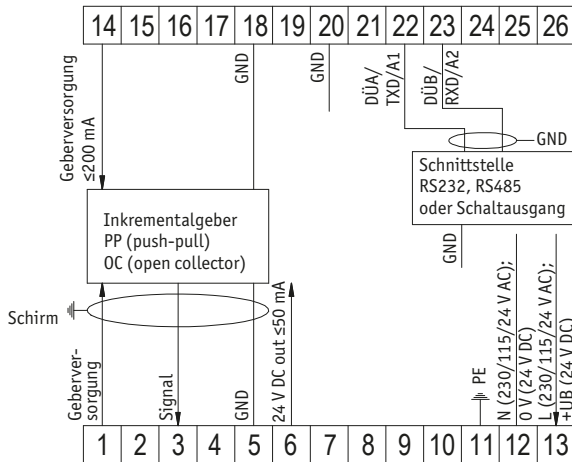 14 15 16 17 18 19 20 21 22 23 24 25 26
Geberversorgung
≤200 mA
GND
GND
DÜA/
TXD/A1
DÜB/
RXD/A2
GND
Schnittstelle
RS232, RS485
oder Schaltausgang
Inkrementalgeber
PP (push-pull)
OC (open collector)
GND
Schirm
Geberver-
sorgung
Signal
GND
24 V DC out ≤50 mA
PE
N (230/115/24 V AC);
0 V (24 V DC)
L (230/115/24 V AC);
+UB (24 V DC)
1 2 3 4 5 6 7 8 9 10 11 12 13